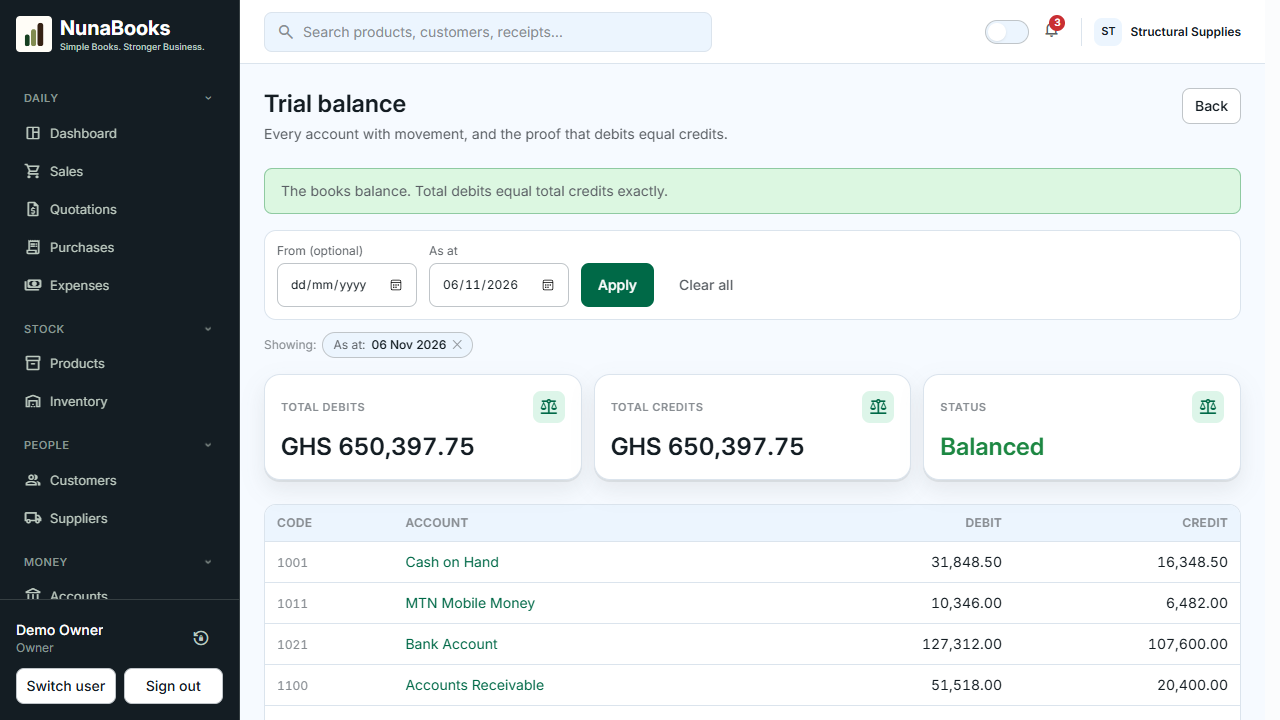 NunaBooks
Simple Books. Stronger Business.
DAILY
Dashboard
Sales
Quotations
Purchases
Expenses
STOCK
Products
Inventory
PEOPLE
Customers
Suppliers
MONEY
Accounts
Demo Owner
Owner
Switch user
Sign out
Search products, customers, receipts...
3
ST
Structural Supplies
Trial balance
Back
Every account with movement, and the proof that debits equal credits.
The books balance. Total debits equal total credits exactly.
From (optional)
As at
dd/mm/yyyy
06/11/2026
Apply
Clear all
Showing:
As at: 06 Nov 2026
TOTAL DEBITS
GHS 650,397.75
TOTAL CREDITS
GHS 650,397.75
STATUS
Balanced
CODE ACCOUNT DEBIT CREDIT
1001 Cash on Hand 31,848.50 16,348.50
1011 MTN Mobile Money 10,346.00 6,482.00
1021 Bank Account 127,312.00 107,600.00
1100 Accounts Receivable 51,518.00 20,400.00